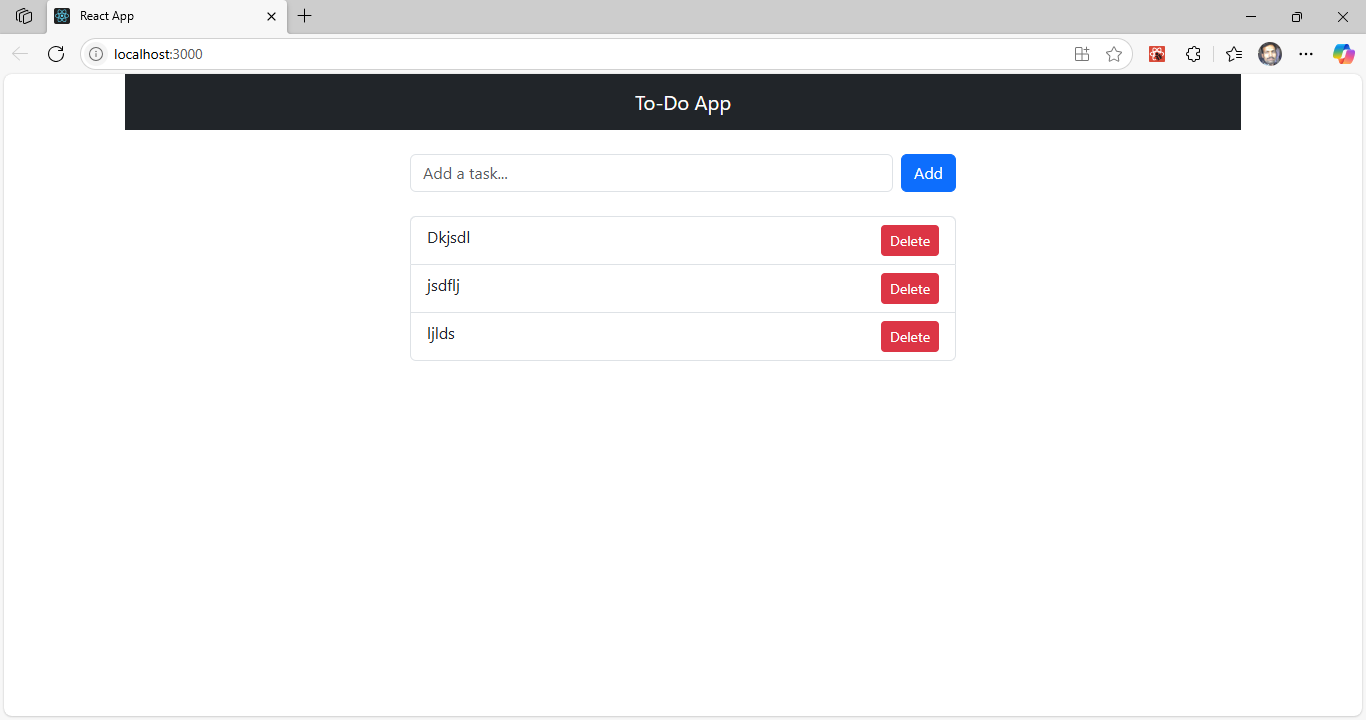 React App
localhost:3000
To-Do App
Add a task...
Add
Dkjsdl
Delete
jsdflj
Delete
ljlds
Delete